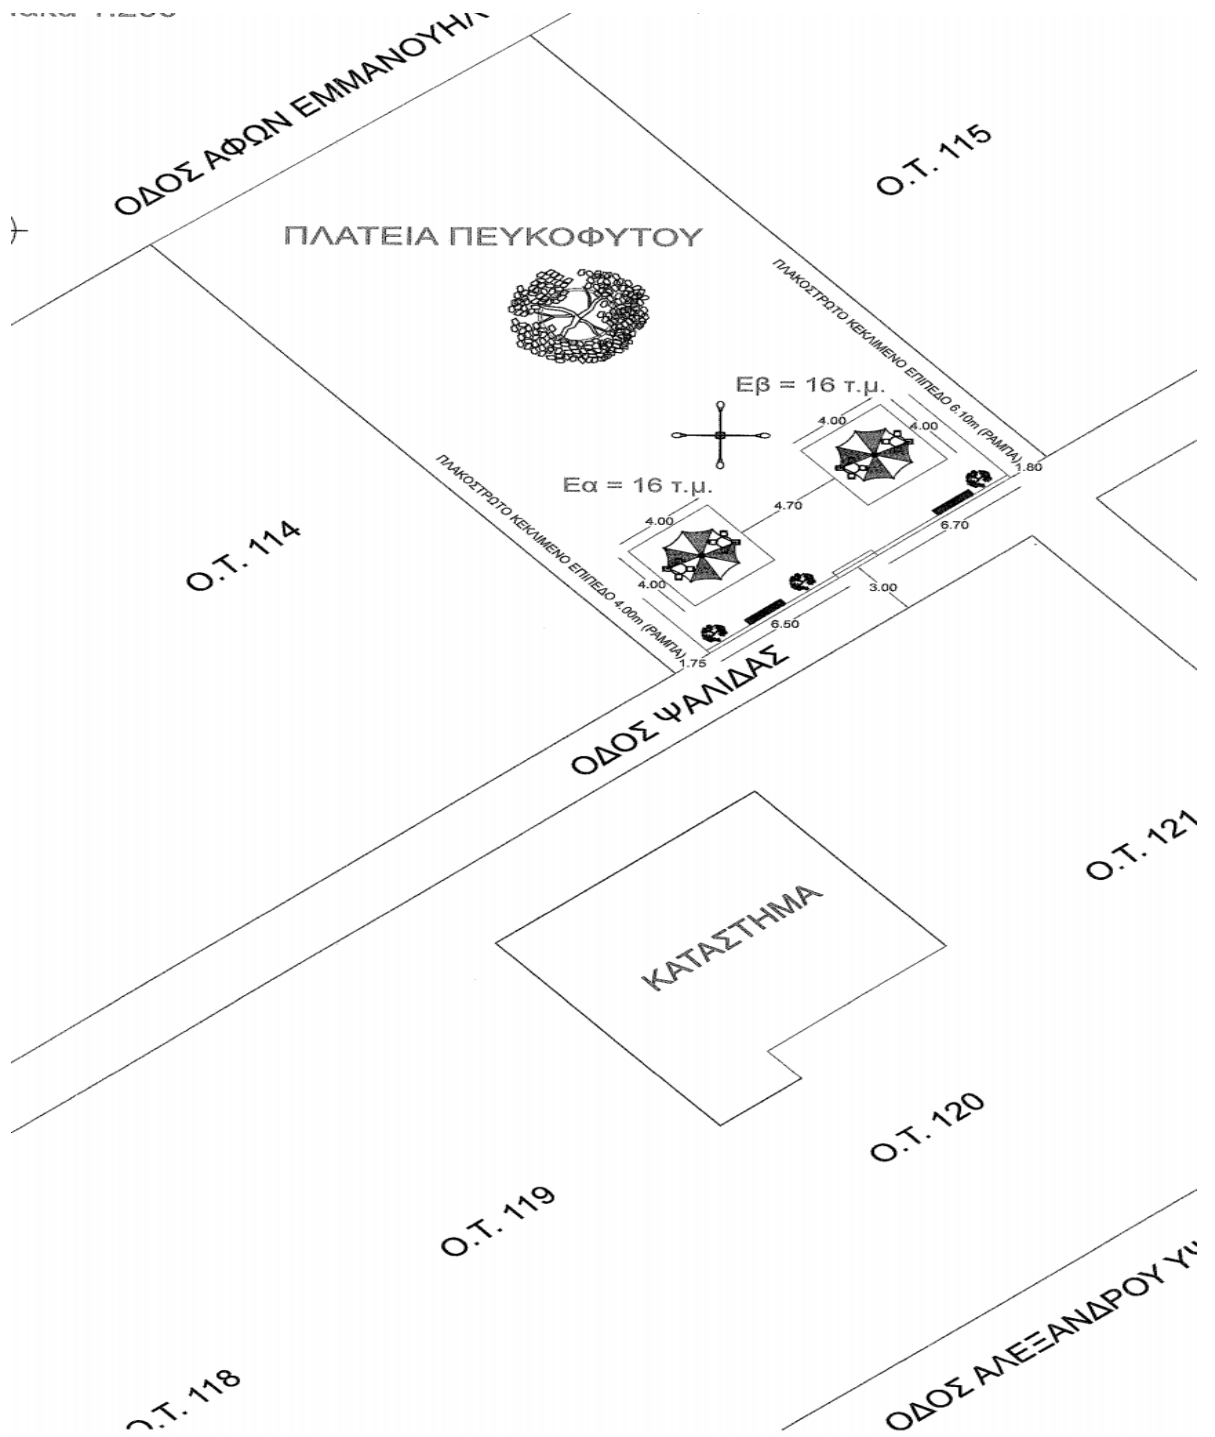 ΟΔΟΣ ΑΦΩΝ ΕΜΜΑΝΟΥΗΛ
Ο.Τ. 115
ΠΛΑΤΕΙΑ ΠΕΥΚΟΦΥΤΟΥ
ΠΛΑΚΟΣΤΡΩΤΟ ΚΕΚΛΙΜΕΝΟ ΕΠΙΠΕΔΟ 6.10m (ΡΑΜΠΑ)
Εβ = 16 τ.μ.
4.00
4.00
1.80
ΠΛΑΚΟΣΤΡΩΤΟ ΚΕΚΛΙΜΕΝΟ ΕΠΙΠΕΔΟ 4.00m (ΡΑΜΠΑ)
Εα = 16 τ.μ.
4.70
4.00
6.70
Ο.Τ. 114
4.00
3.00
6.50
1.75
ΟΔΟΣ ΨΑΛΙΔΑΣ
Ο.Τ. 121
ΚΑΤΑΣΤΗΜΑ
Ο.Τ. 120
Ο.Τ. 119
ΟΔΟΣ ΑΛΕΞΑΝΔΡΟΥ ΥΨ
Ο.Τ. 118